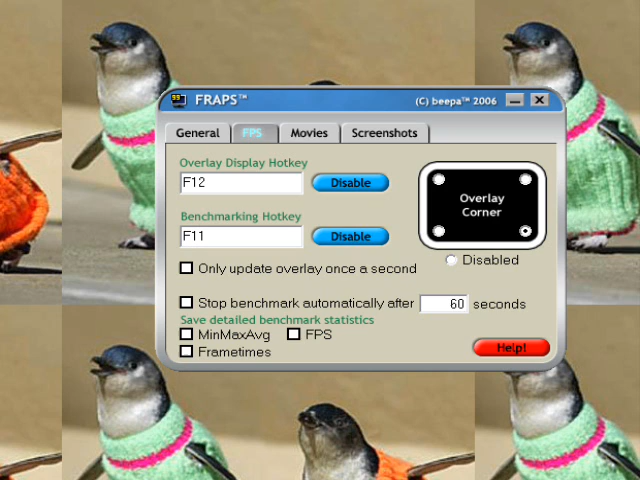 99 FRAPS™ (C) beepa™ 2006
General FPS Movies Screenshots
Overlay Display Hotkey
F12 Disable
Overlay
Corner
Benchmarking Hotkey
F11 Disable
Disabled
Only update overlay once a second
Stop benchmark automatically after 60 seconds
Save detailed benchmark statistics
MinMaxAvg FPS
Frametimes
Help!